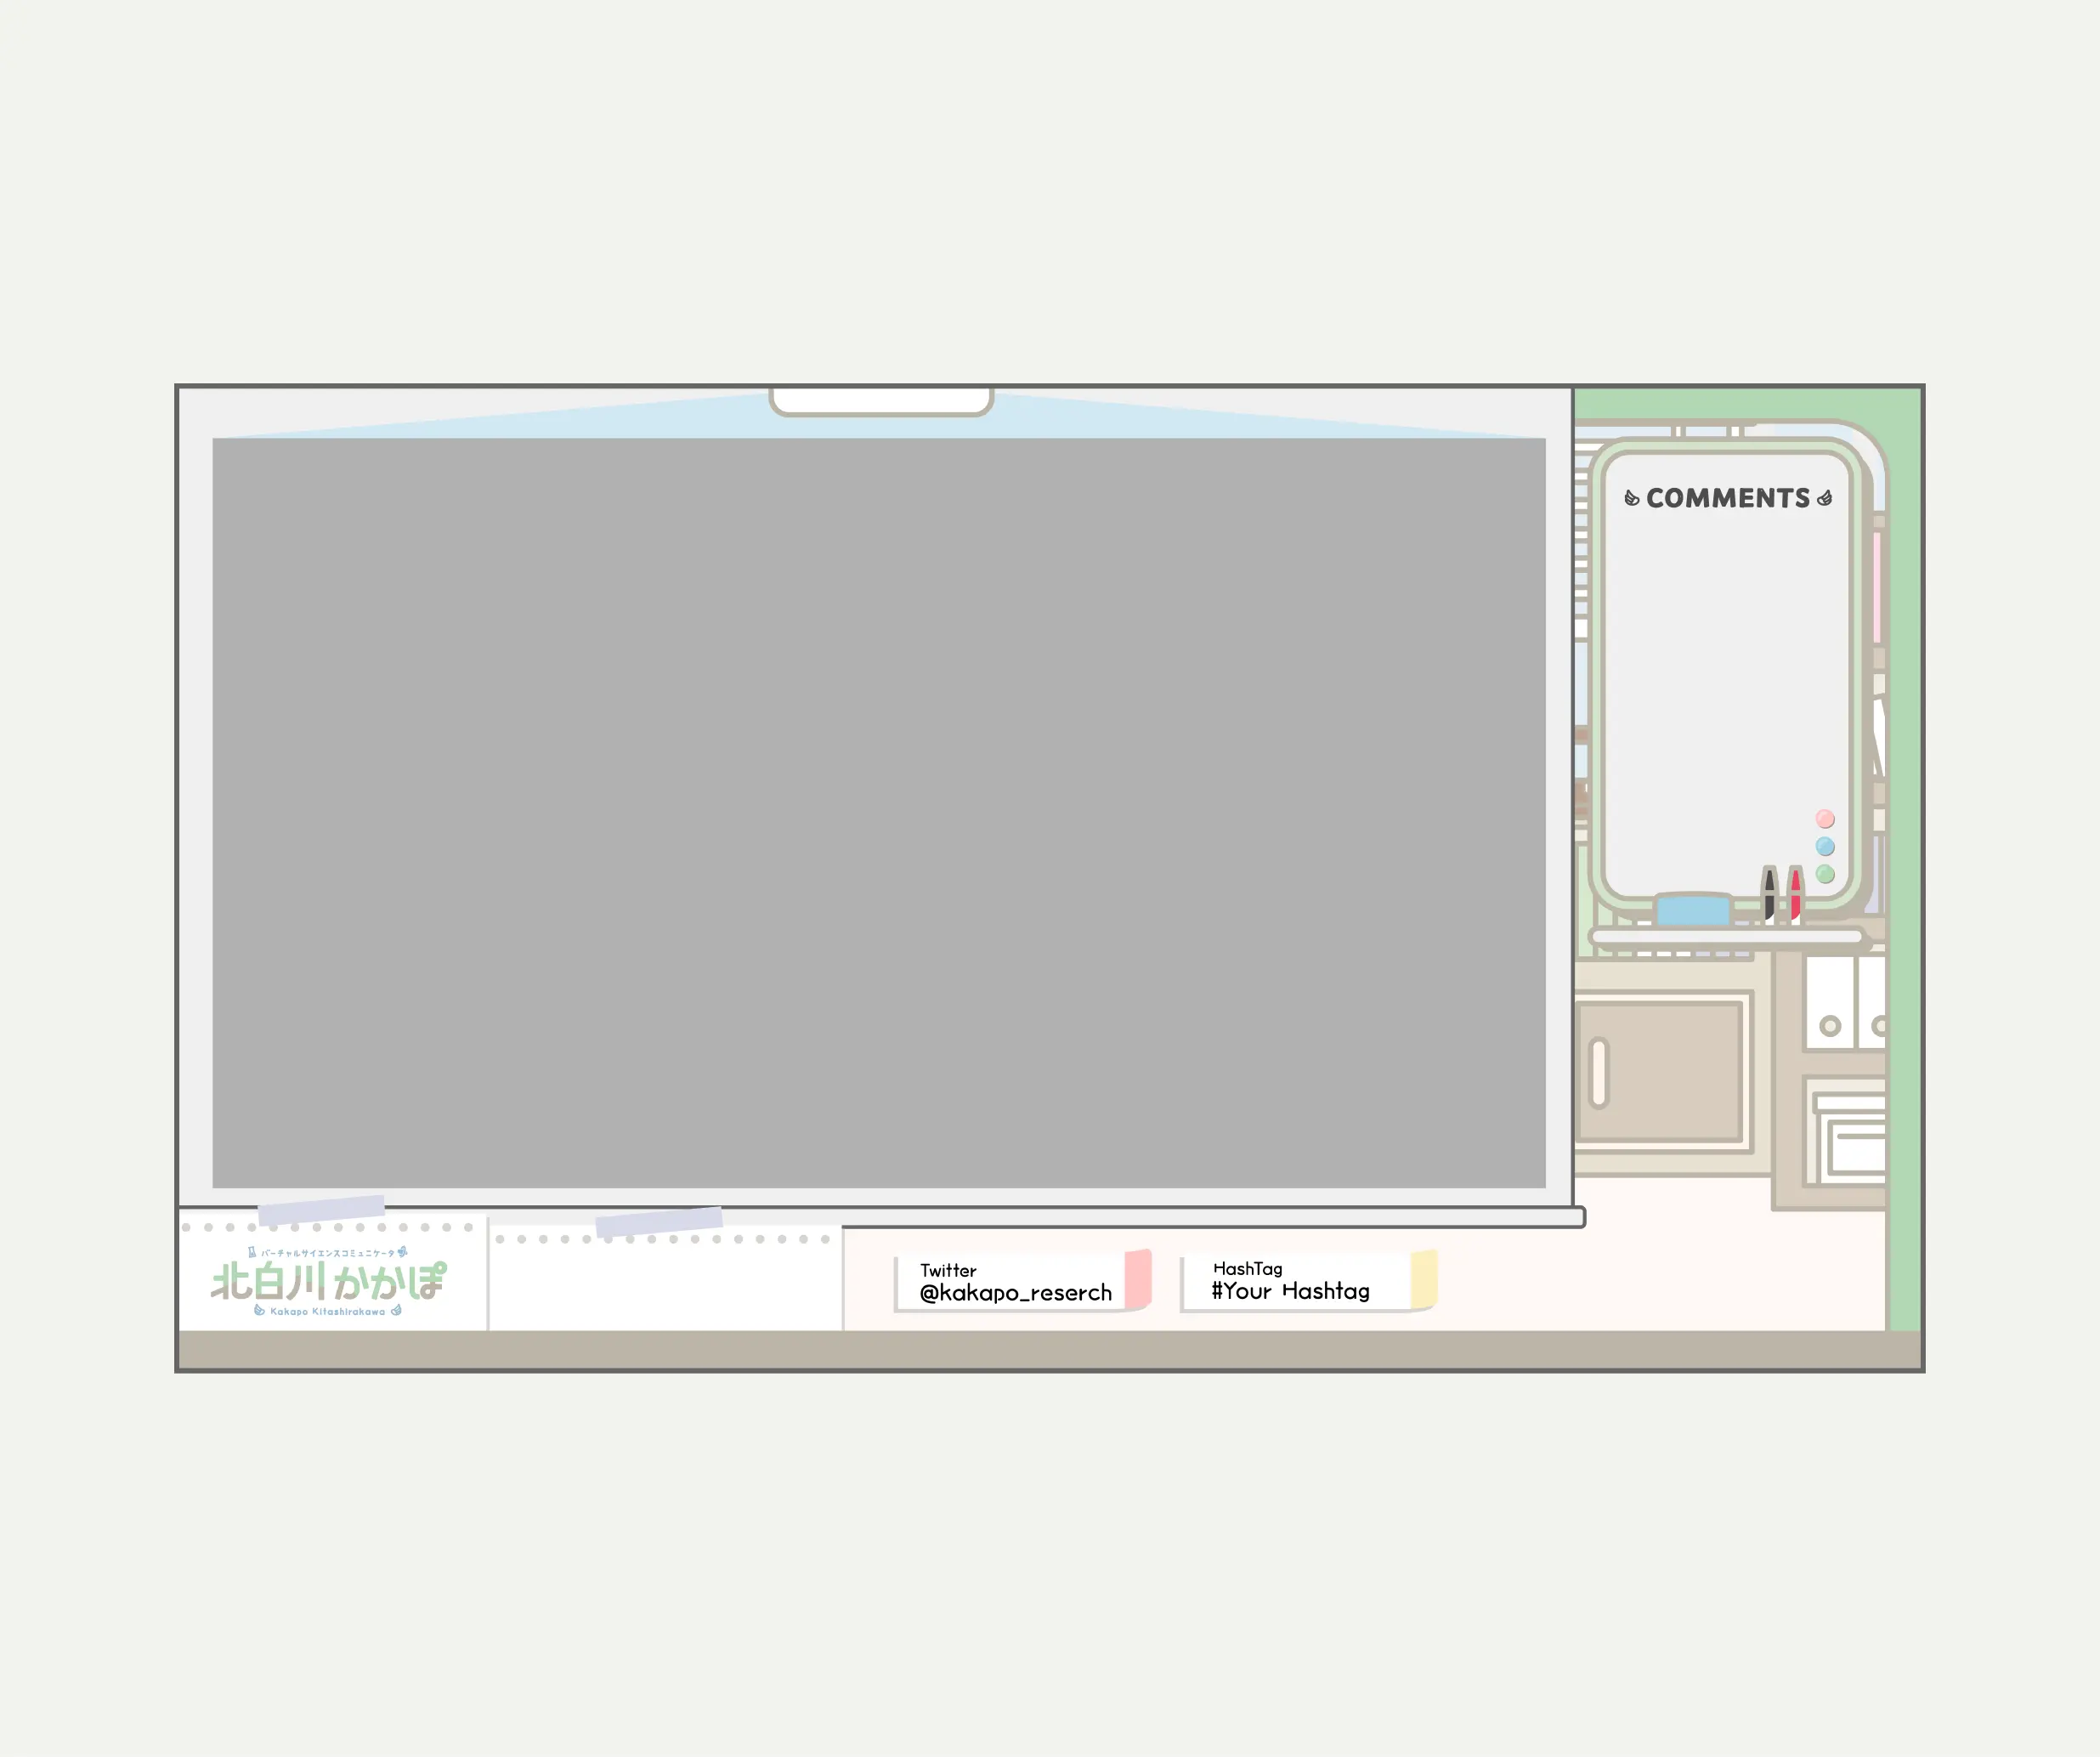 COMMENTS
バーチャルサイエンスコミュニケータ
北白川かかぽ
Kakapo Kitashirakawa
Twitter
@kakapo_reserch
HashTag
#Your Hashtag